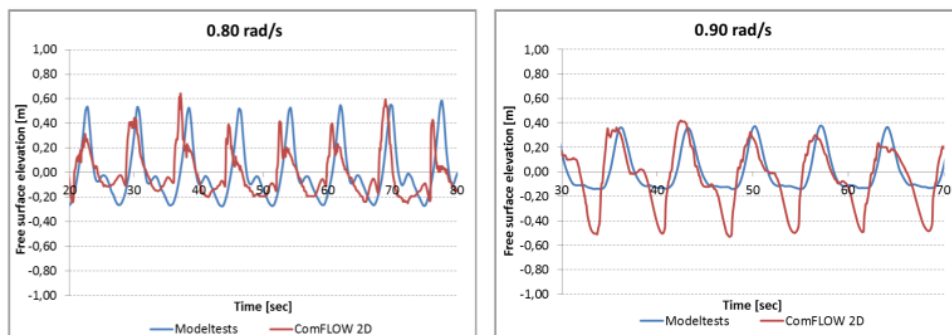 0.80 rad/s
Free surface elevation [m]
1,00
0,80
0,60
0,40
0,20
0,00
-0,20
-0,40
-0,60
-0,80
-1,00
20 30 40 50 60 70 80
Time [sec]
Modeltests ComFLOW 2D
0.90 rad/s
Free surface elevation [m]
1,00
0,80
0,60
0,40
0,20
0,00
-0,20
-0,40
-0,60
-0,80
-1,00
30 40 50 60 70
Time [sec]
Modeltests ComFLOW 2D